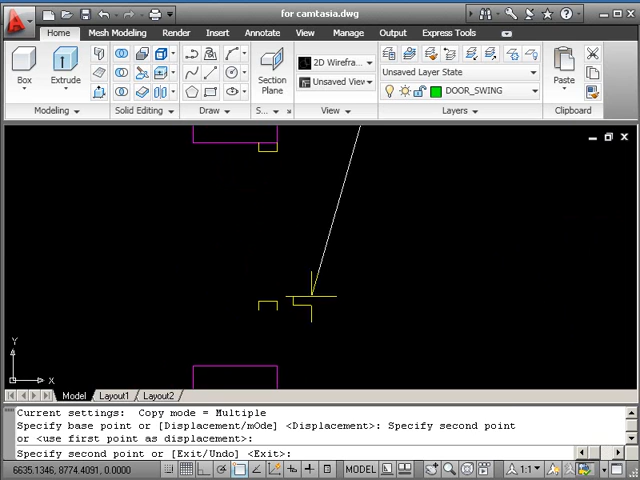 for camtasia.dwg
Home Mesh Modeling Render Insert Annotate View Manage Output Express Tools
Box
Extrude
Section
Plane
2D Wirefra...
Unsaved View
Unsaved Layer State
DOOR_SWING
Paste
Modeling Solid Editing Draw S... View Layers Clipboard
Y
X
Model Layout1 Layout2
Current settings: Copy mode = Multiple
Specify base point or [Displacement/mOde] <Displacement>: Specify second point
or <use first point as displacement>:
Specify second point or [Exit/Undo] <Exit>:
6635.1346, 8774.4091, 0.0000 MODEL 1:1